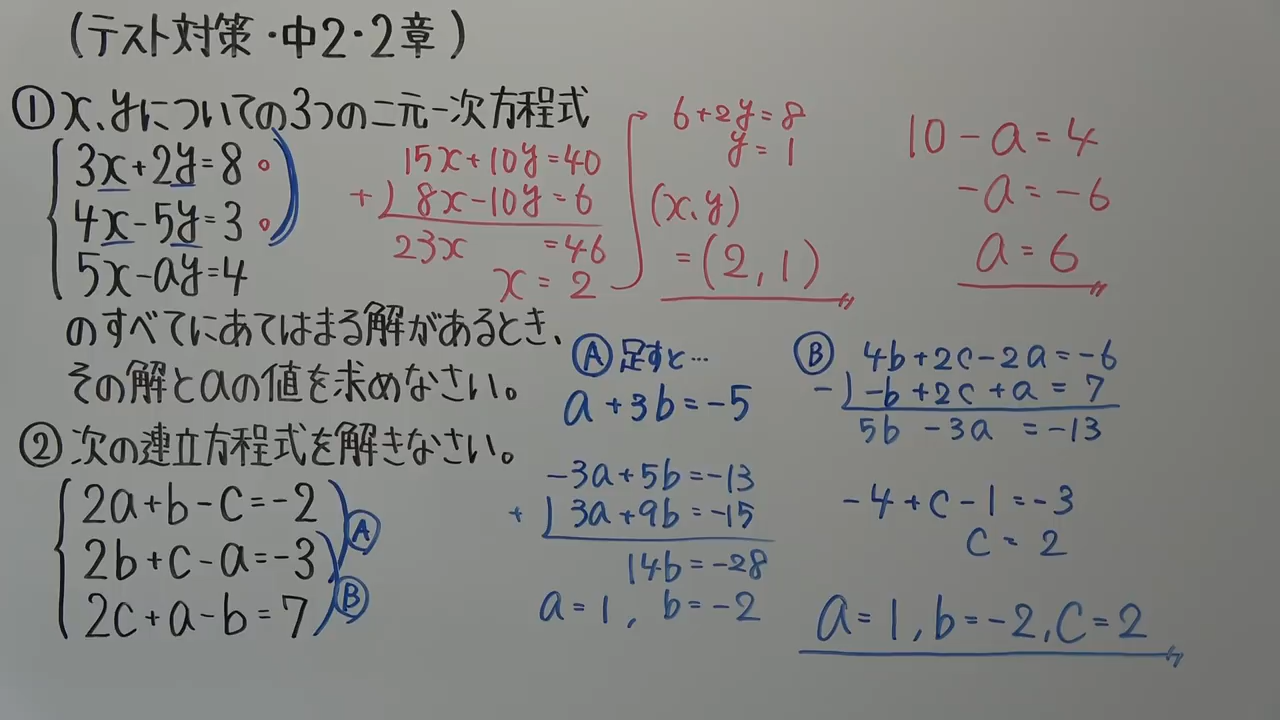 (テスト対策・中2・2章)
①x、yについての3つの二元一次方程式
3x+2y=8
4x-5y=3
5x-ay=4
のすべてにあてはまる解があるとき、
その解とaの値を求めなさい。
15x+10y=40
+) 8x-10y=6
23x =46
x=2
6+2y=8
y=1
(x,y)
=(2,1)
10-a=4
-a=-6
a=6
②次の連立方程式を解きなさい。
2a+b-c=-2
2b+c-a=-3
2c+a-b=7
Ⓐ
Ⓑ
Ⓐ足すと…
a+3b=-5
Ⓑ 4b+2c-2a=-6
-) -b+2c+a=7
5b-3a=-13
-3a+5b=-13
+) 3a+9b=-15
14b=-28
a=1, b=-2
-4+c-1=-3
c=2
a=1,b=-2,c=2